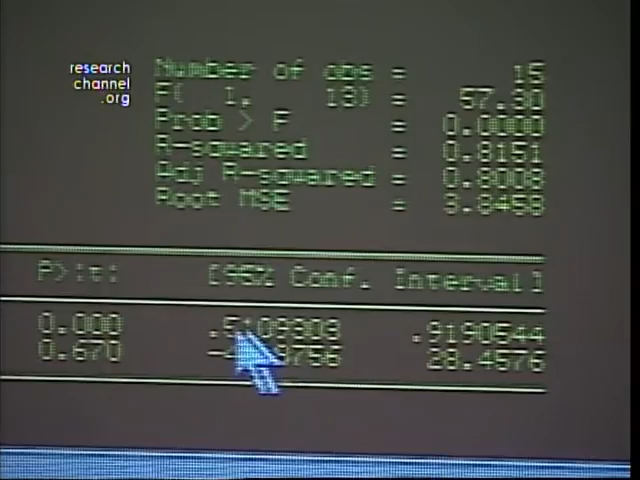 research
channel
.org
Number of obs = 15
F( 1, 13) = 57.30
Prob > F = 0.0000
R-squared = 0.8151
Adj R-squared = 0.8008
Root MSE = 3.8458
P>|t| [95% Conf. Interval]
0.000 .5108303 .9190544
0.670 28.4576